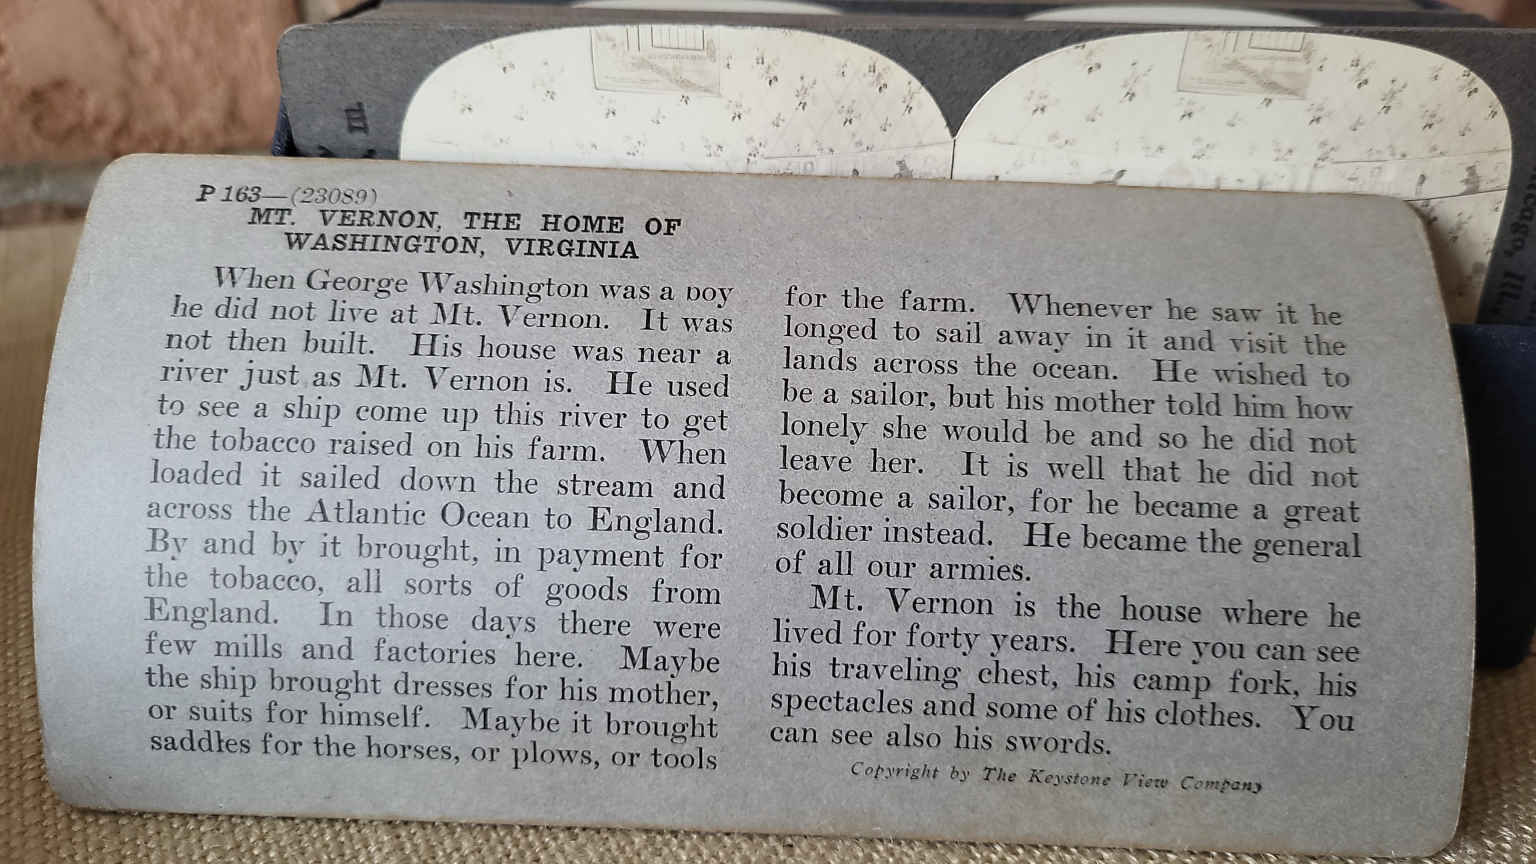 P 163—(23089)
MT. VERNON, THE HOME OF
WASHINGTON, VIRGINIA
When George Washington was a boy
he did not live at Mt. Vernon. It was
not then built. His house was near a
river just as Mt. Vernon is. He used
to see a ship come up this river to get
the tobacco raised on his farm. When
loaded it sailed down the stream and
across the Atlantic Ocean to England.
By and by it brought, in payment for
the tobacco, all sorts of goods from
England. In those days there were
few mills and factories here. Maybe
the ship brought dresses for his mother,
or suits for himself. Maybe it brought
saddles for the horses, or plows, or tools
for the farm. Whenever he saw it he
longed to sail away in it and visit the
lands across the ocean. He wished to
be a sailor, but his mother told him how
lonely she would be and so he did not
leave her. It is well that he did not
become a sailor, for he became a great
soldier instead. He became the general
of all our armies.
Mt. Vernon is the house where he
lived for forty years. Here you can see
his traveling chest, his camp fork, his
spectacles and some of his clothes. You
can see also his swords.
Copyright by The Keystone View Company